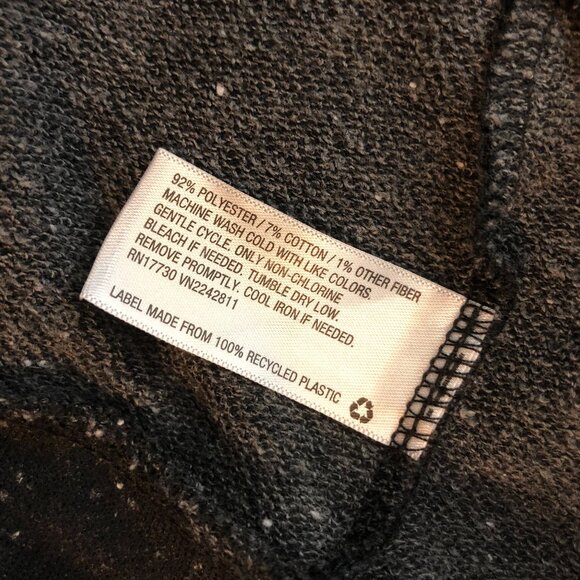 92% POLYESTER / 7% COTTON / 1% OTHER FIBER
MACHINE WASH COLD WITH LIKE COLORS
GENTLE CYCLE. ONLY NON-CHLORINE
BLEACH IF NEEDED. TUMBLE DRY LOW.
REMOVE PROMPTLY. COOL IRON IF NEEDED.
RN17730 VN2242811
LABEL MADE FROM 100% RECYCLED PLASTIC